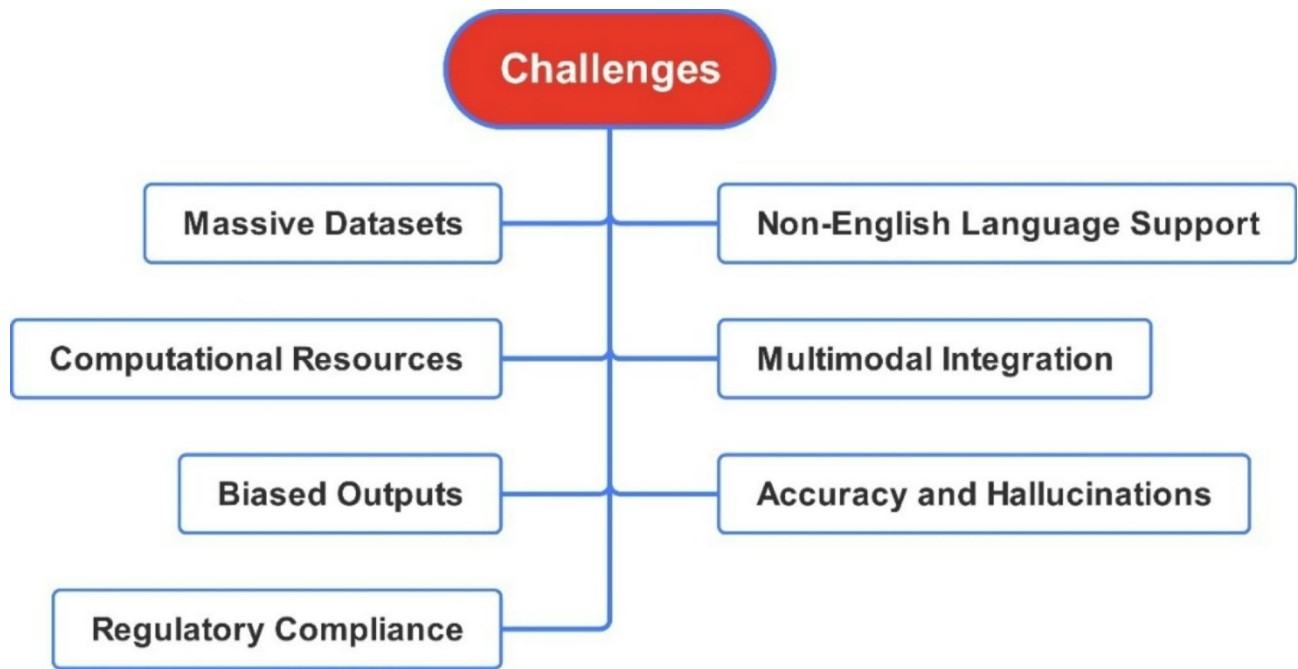 Challenges
Massive Datasets
Non-English Language Support
Computational Resources
Multimodal Integration
Biased Outputs
Accuracy and Hallucinations
Regulatory Compliance